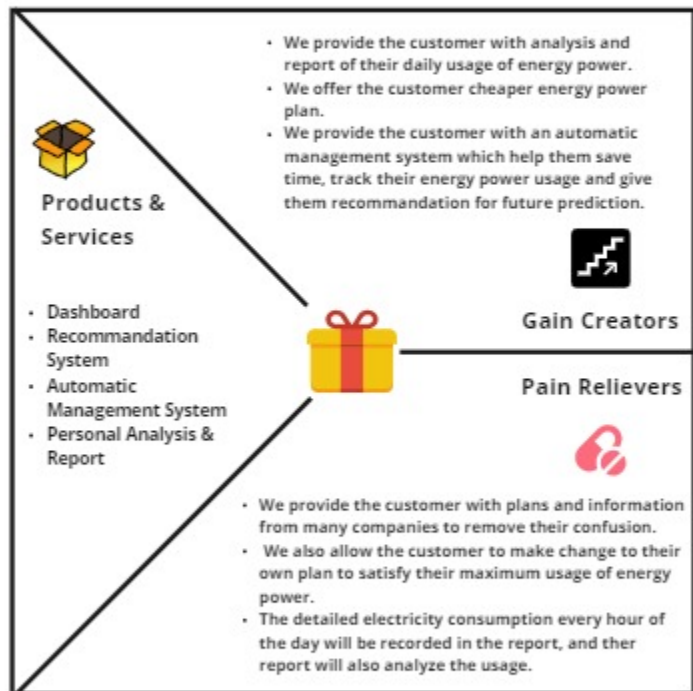 • We provide the customer with analysis and
report of their daily usage of energy power.
• We offer the customer cheaper energy power
plan.
• We provide the customer with an automatic
management system which help them save
time, track their energy power usage and give
them recommandation for future prediction.
Gain Creators
Products &
Services
• Dashboard
• Recommandation
System
• Automatic
Management System
• Personal Analysis &
Report
Pain Relievers
• We provide the customer with plans and information
from many companies to remove their confusion.
• We also allow the customer to make change to their
own plan to satisfy their maximum usage of energy
power.
• The detailed electricity consumption every hour of
the day will be recorded in the report, and ther
report will also analyze the usage.